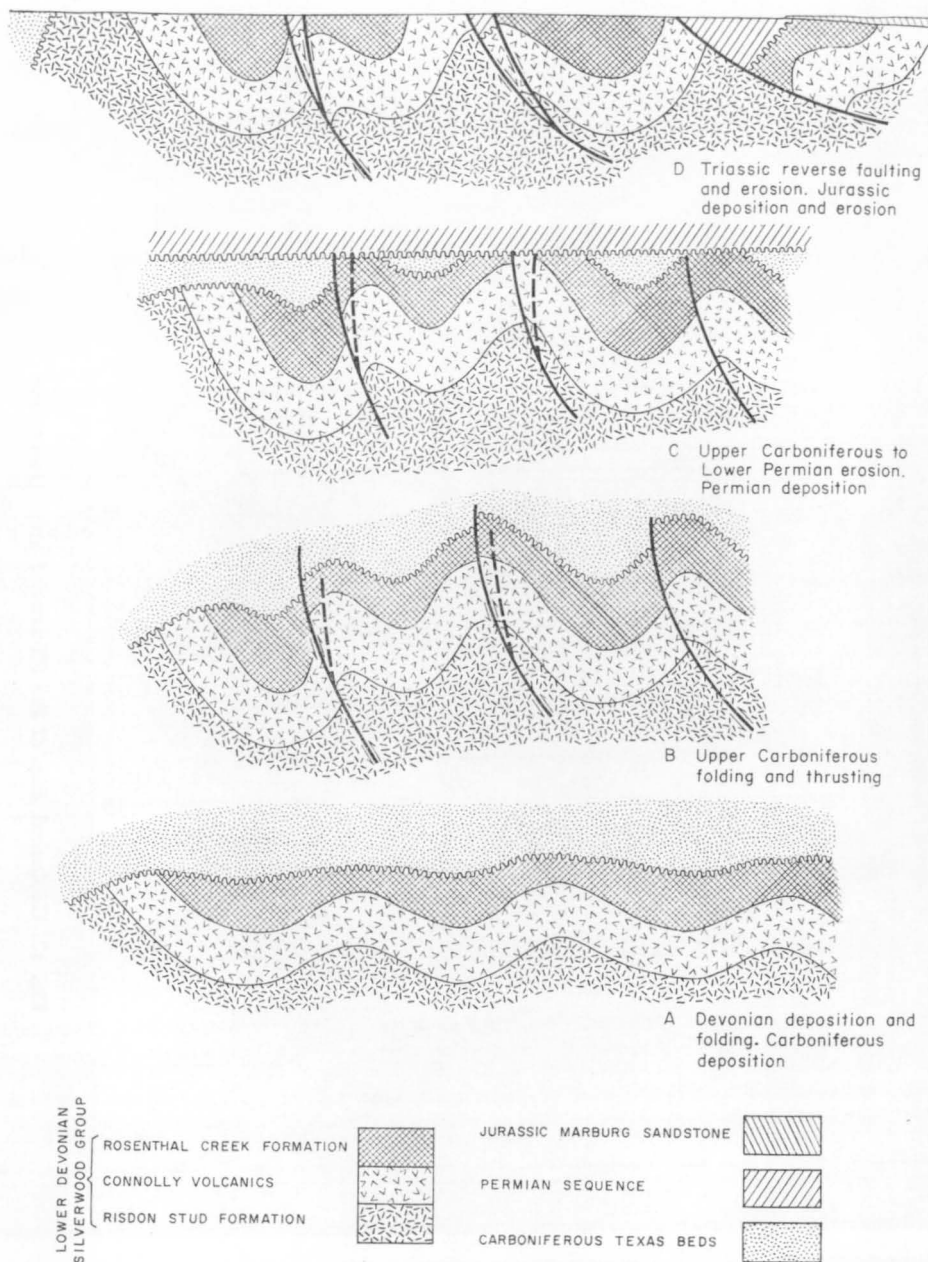 D Triassic reverse faulting
and erosion. Jurassic
deposition and erosion
C Upper Carboniferous to
Lower Permian erosion.
Permian deposition
B Upper Carboniferous
folding and thrusting
A Devonian deposition and
folding. Carboniferous
deposition
LOWER DEVONIAN
SILVERWOOD GROUP
ROSENTHAL CREEK FORMATION
CONNOLLY VOLCANICS
RISDON STUD FORMATION
JURASSIC MARBURG SANDSTONE
PERMIAN SEQUENCE
CARBONIFEROUS TEXAS BEDS